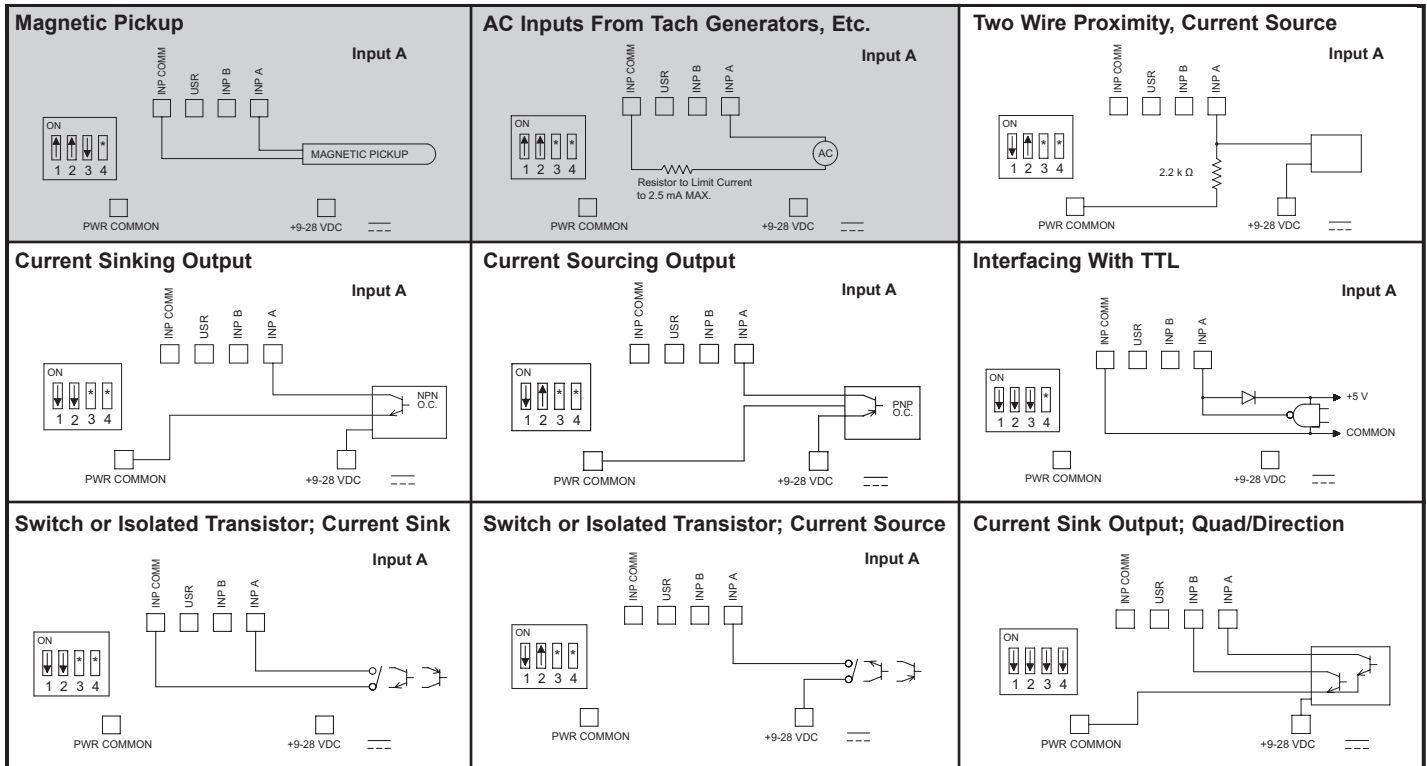 Magnetic Pickup
Input A
INP COMM
USR
INP B
INP A
ON
* 
1 2 3 4
MAGNETIC PICKUP
PWR COMMON
+9-28 VDC
AC Inputs From Tach Generators, Etc.
Input A
INP COMM
USR
INP B
INP A
ON
* *
1 2 3 4
AC
Resistor to Limit Current
to 2.5 mA MAX.
PWR COMMON
+9-28 VDC
Two Wire Proximity, Current Source
Input A
INP COMM
USR
INP B
INP A
ON
* *
1 2 3 4
2.2 k Ω
PWR COMMON
+9-28 VDC
Current Sinking Output
Input A
INP COMM
USR
INP B
INP A
ON
* *
1 2 3 4
NPN
O.C.
PWR COMMON
+9-28 VDC
Current Sourcing Output
Input A
INP COMM
USR
INP B
INP A
ON
* *
1 2 3 4
PNP
O.C.
PWR COMMON
+9-28 VDC
Interfacing With TTL
Input A
INP COMM
USR
INP B
INP A
ON
*
1 2 3 4
+5 V
COMMON
PWR COMMON
+9-28 VDC
Switch or Isolated Transistor; Current Sink
Input A
INP COMM
USR
INP B
INP A
ON
* *
1 2 3 4
PWR COMMON
+9-28 VDC
Switch or Isolated Transistor; Current Source
Input A
INP COMM
USR
INP B
INP A
ON
* *
1 2 3 4
PWR COMMON
+9-28 VDC
Current Sink Output; Quad/Direction
INP COMM
USR
INP B
INP A
ON
1 2 3 4
PWR COMMON
+9-28 VDC